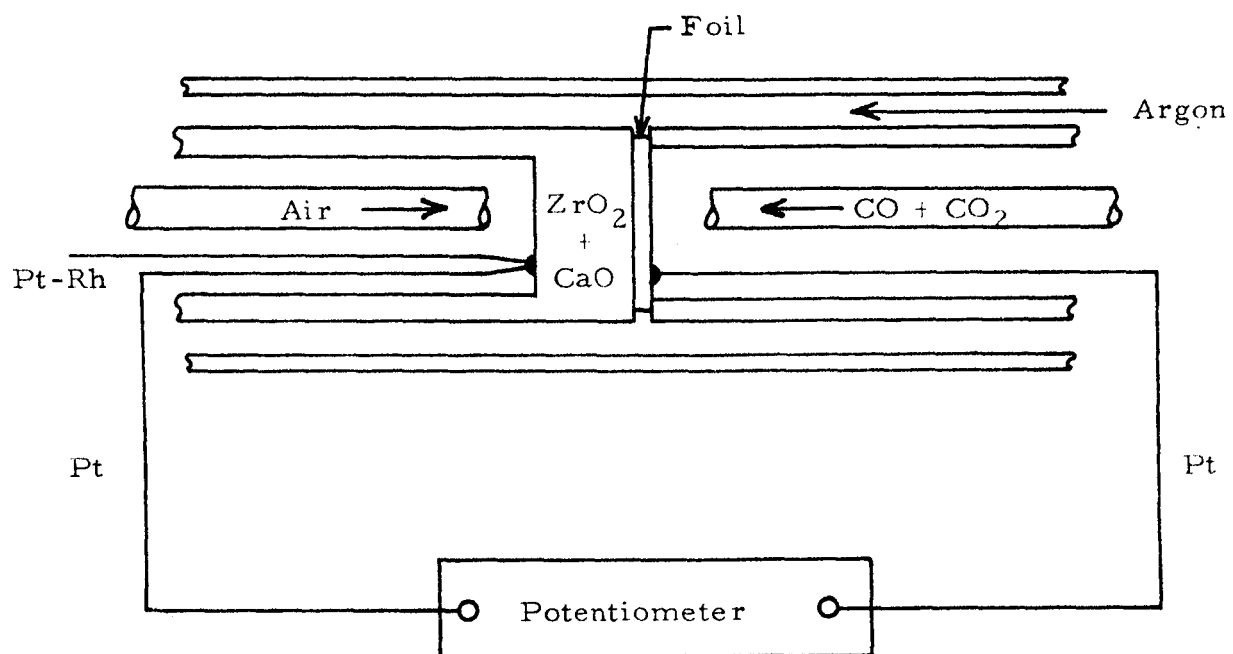 Foil
Argon
Air
ZrO₂
+
CaO
CO + CO₂
Pt-Rh
Pt
Pt
Potentiometer